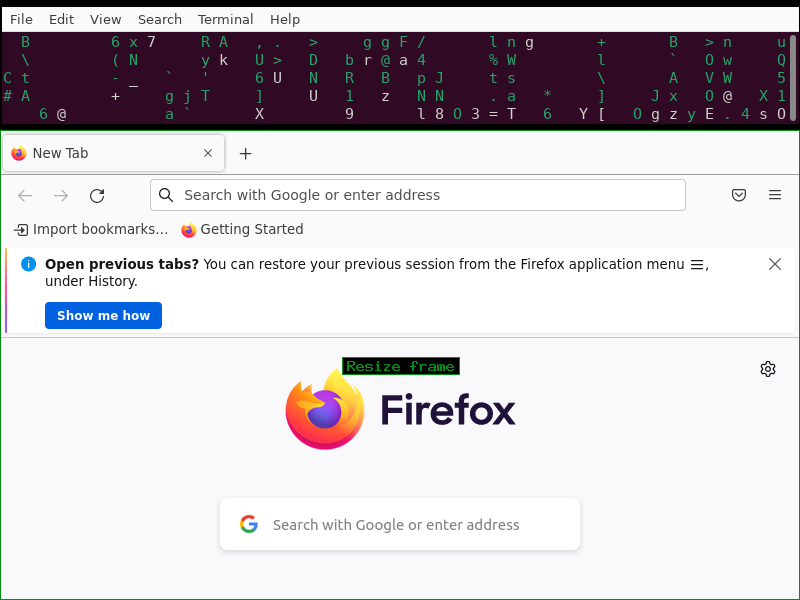 File Edit View Search Terminal Help
B 6 x 7 R A , . > g g F / l n g + B > n u
\ ( N y k U > D b r @ a 4 % W l ` O w Q
C t - _ ` ' 6 U N R B p J t s \ A V W 5
# A + g j T ] U 1 z N N . a * ] J x O @ X 1
6 @ a ` X 9 l 8 O 3 = T 6 Y [ O g z y E . 4 s O
New Tab
Search with Google or enter address
Import bookmarks... Getting Started
Open previous tabs? You can restore your previous session from the Firefox application menu ,
under History.
Show me how
Resize frame
Firefox
Search with Google or enter address